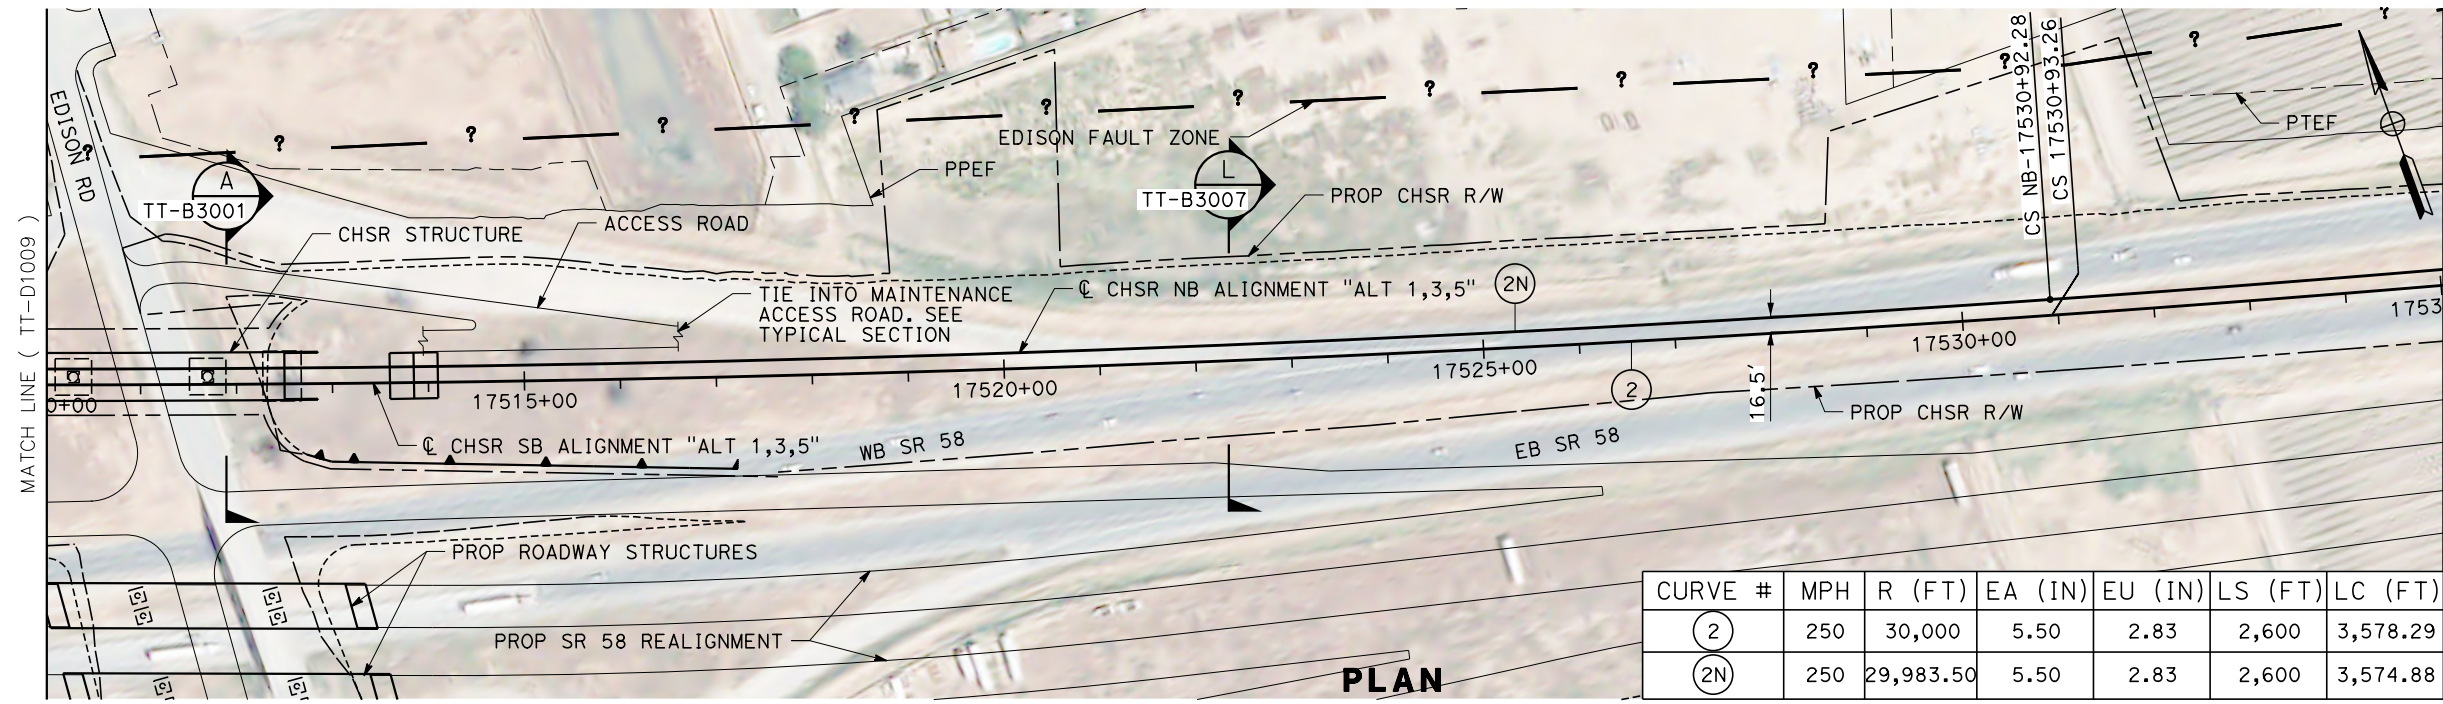 MATCH LINE ( TT-D1009 )
EDISON RD
?
?
?
?
?
?
?
?
?
?
?
?
?
A
TT-B3001
CHSR STRUCTURE
ACCESS ROAD
PPEF
EDISON FAULT ZONE
L
TT-B3007
PROP CHSR R/W
CS NB-17530+92.28
CS 17530+93.26
PTEF
TIE INTO MAINTENANCE
ACCESS ROAD. SEE
TYPICAL SECTION
℄ CHSR NB ALIGNMENT "ALT 1,3,5"
2N
0+00
17515+00
17520+00
17525+00
17530+00
1753
2
16.5'
PROP CHSR R/W
℄ CHSR SB ALIGNMENT "ALT 1,3,5"
WB SR 58
EB SR 58
PROP ROADWAY STRUCTURES
PROP SR 58 REALIGNMENT
PLAN
CURVE # MPH R (FT) EA (IN) EU (IN) LS (FT) LC (FT)
2 250 30,000 5.50 2.83 2,600 3,578.29
2N 250 29,983.50 5.50 2.83 2,600 3,574.88